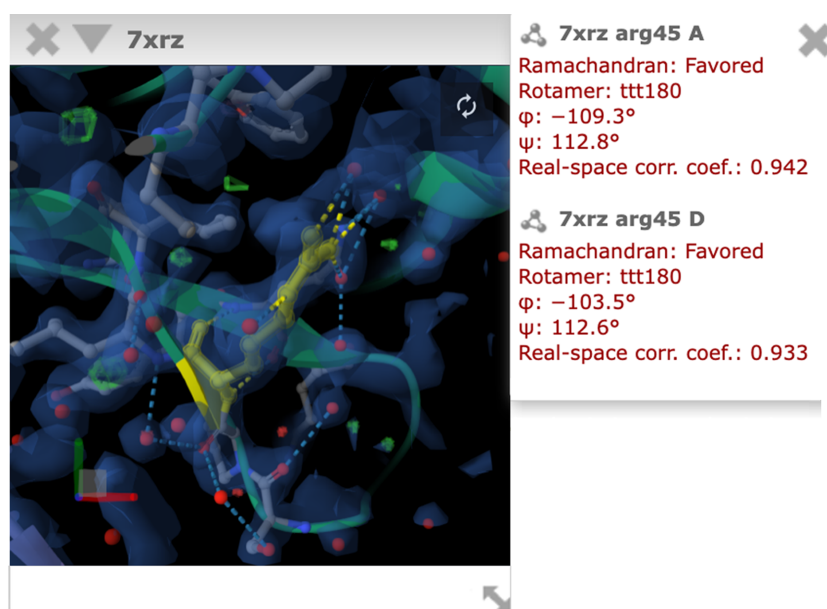 7xrz
7xrz arg45 A
Ramachandran: Favored
Rotamer: ttt180
φ: −109.3°
ψ: 112.8°
Real-space corr. coef.: 0.942
7xrz arg45 D
Ramachandran: Favored
Rotamer: ttt180
φ: −103.5°
ψ: 112.6°
Real-space corr. coef.: 0.933